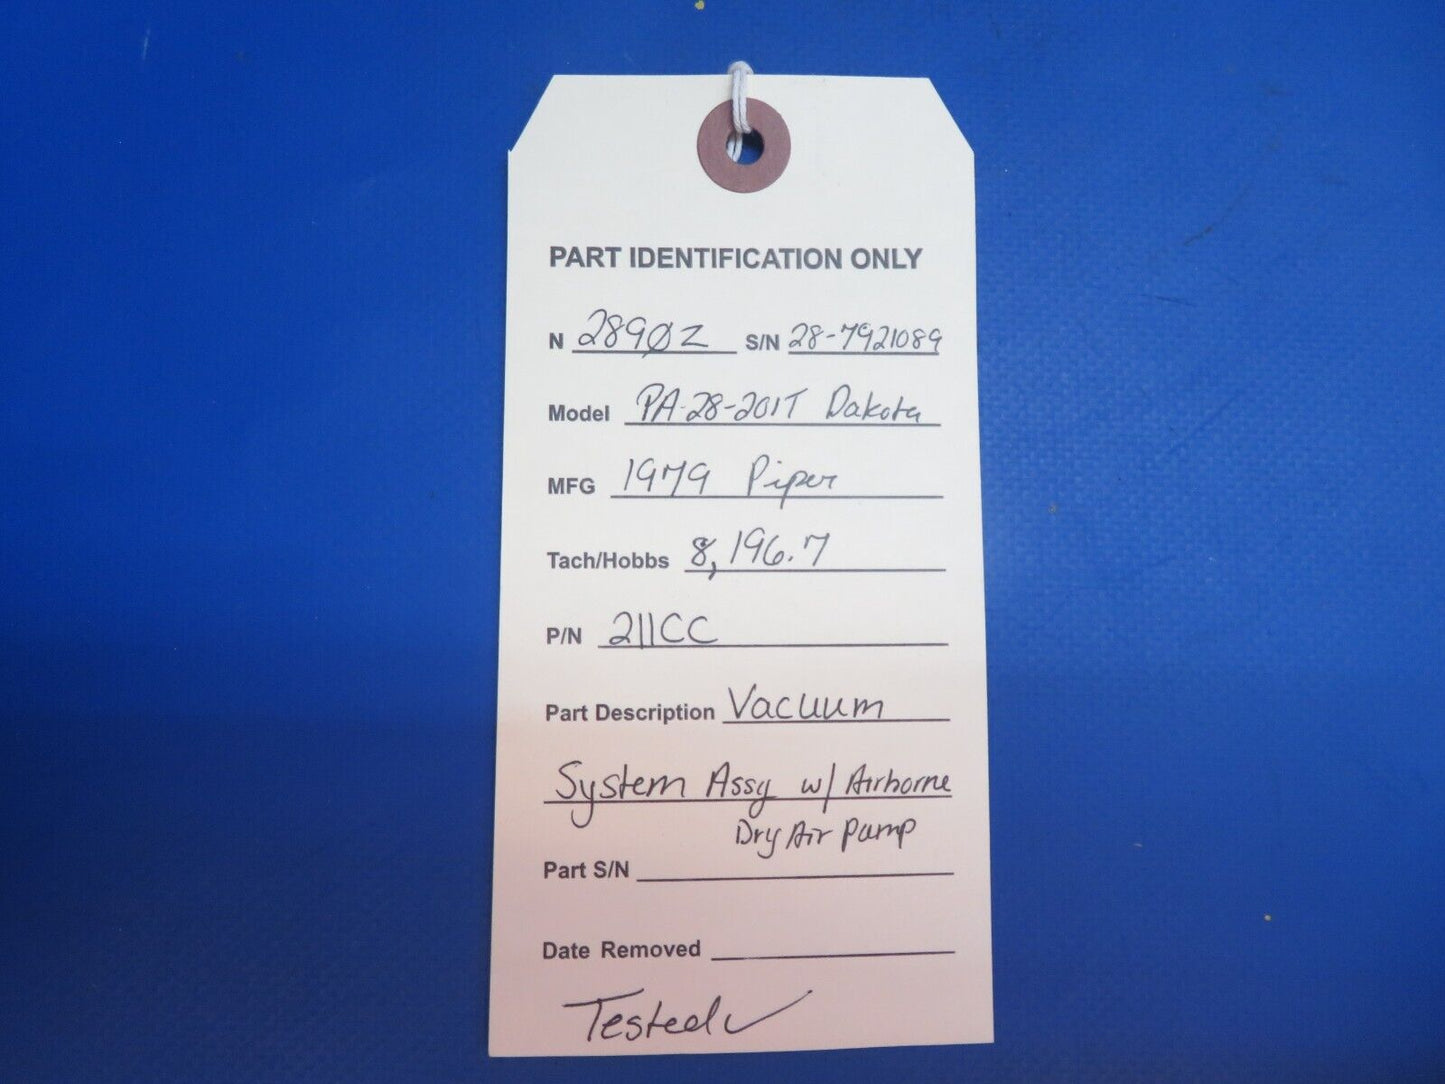 PART IDENTIFICATION ONLY
N 289ØZ S/N 28-7921089
Model PA-28-201T Dakota
MFG 1979 Piper
Tach/Hobbs 8,196.7
P/N 211CC
Part Description Vacuum
System Assy w/ Airborne
Dry Air Pump
Part S/N
Date Removed
Tested ✓